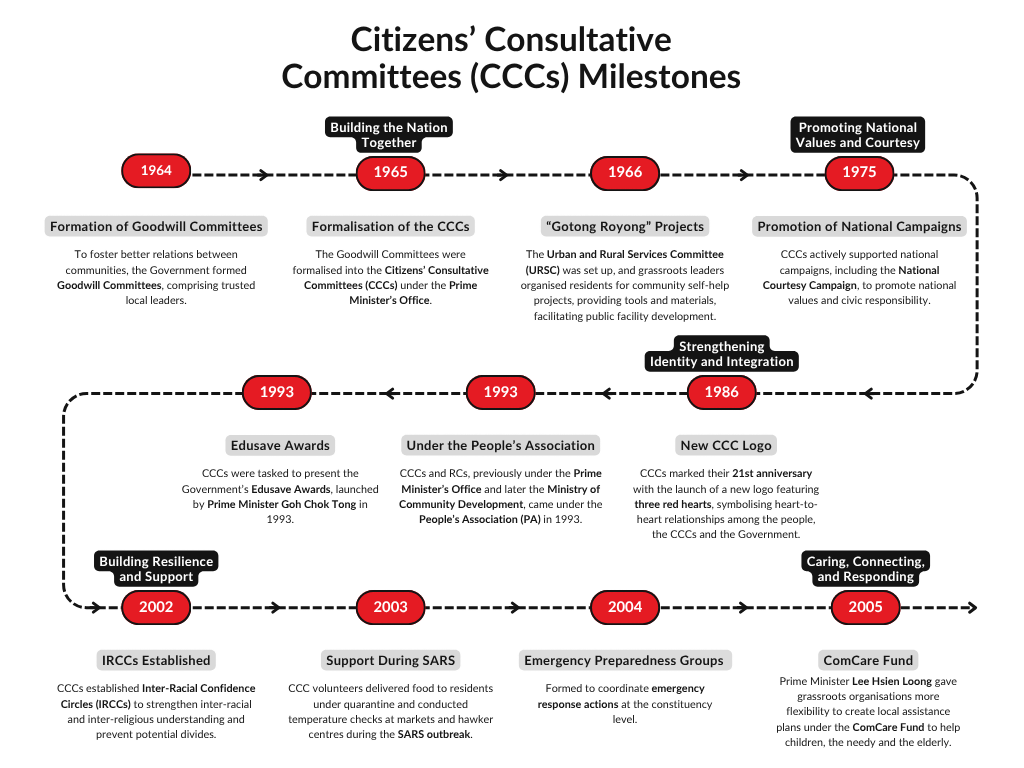 Citizens’ Consultative
Committees (CCCs) Milestones
1964
Formation of Goodwill Committees
To foster better relations between
communities, the Government formed
Goodwill Committees, comprising trusted
local leaders.
Building the Nation
Together
1965
Formalisation of the CCCs
The Goodwill Committees were
formalised into the Citizens’ Consultative
Committees (CCCs) under the Prime
Minister’s Office.
1966
“Gotong Royong” Projects
The Urban and Rural Services Committee
(URSC) was set up, and grassroots leaders
organised residents for community self-help
projects, providing tools and materials,
facilitating public facility development.
Promoting National
Values and Courtesy
1975
Promotion of National Campaigns
CCCs actively supported national
campaigns, including the National
Courtesy Campaign, to promote national
values and civic responsibility.
Strengthening
Identity and Integration
1986
New CCC Logo
CCCs marked their 21st anniversary
with the launch of a new logo featuring
three red hearts, symbolising heart-to-
heart relationships among the people,
the CCCs and the Government.
1993
Under the People’s Association
CCCs and RCs, previously under the Prime
Minister’s Office and later the Ministry of
Community Development, came under the
People’s Association (PA) in 1993.
1993
Edusave Awards
CCCs were tasked to present the
Government’s Edusave Awards, launched
by Prime Minister Goh Chok Tong in
1993.
Building Resilience
and Support
2002
IRCCs Established
CCCs established Inter-Racial Confidence
Circles (IRCCs) to strengthen inter-racial
and inter-religious understanding and
prevent potential divides.
2003
Support During SARS
CCC volunteers delivered food to residents
under quarantine and conducted
temperature checks at markets and hawker
centres during the SARS outbreak.
2004
Emergency Preparedness Groups
Formed to coordinate emergency
response actions at the constituency
level.
Caring, Connecting,
and Responding
2005
ComCare Fund
Prime Minister Lee Hsien Loong gave
grassroots organisations more
flexibility to create local assistance
plans under the ComCare Fund to help
children, the needy and the elderly.